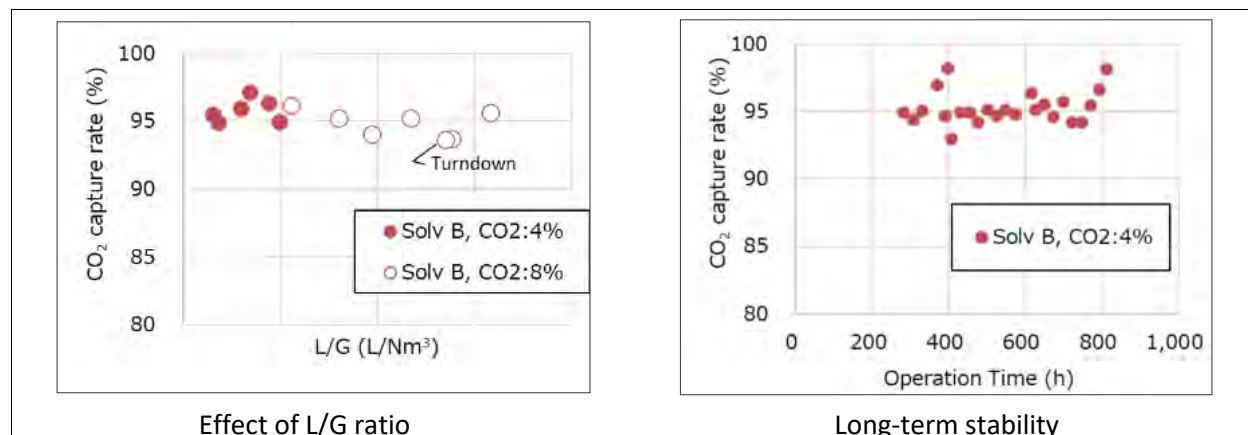 100
95
90
85
80
CO₂ capture rate (%)
Turndown
Solv B, CO2:4%
Solv B, CO2:8%
L/G (L/Nm³)
Effect of L/G ratio
100
95
90
85
80
CO₂ capture rate (%)
Solv B, CO2:4%
0 200 400 600 800 1,000
Operation Time (h)
Long-term stability